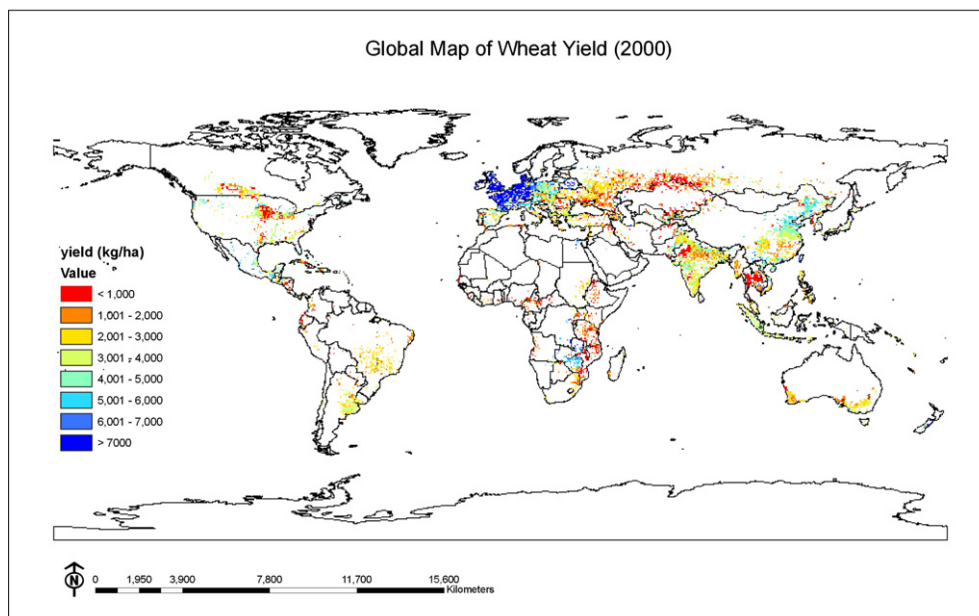 Global Map of Wheat Yield (2000)
yield (kg/ha)
Value
< 1,000
1,001 - 2,000
2,001 - 3,000
3,001 - 4,000
4,001 - 5,000
5,001 - 6,000
6,001 - 7,000
> 7000
N
0 1,950 3,900 7,800 11,700 15,600
Kilometers